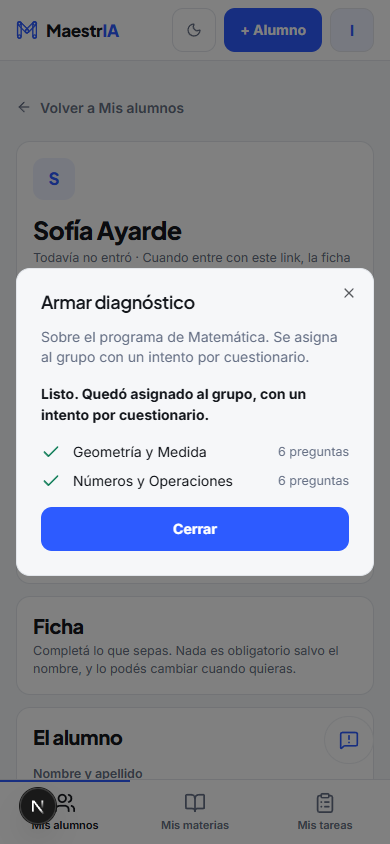 MaestrIA
+ Alumno
I
Volver a Mis alumnos
S
Sofía Ayarde
Todavía no entró · Cuando entre con este link, la ficha
Armar diagnóstico
Sobre el programa de Matemática. Se asigna
al grupo con un intento por cuestionario.
Listo. Quedó asignado al grupo, con un
intento por cuestionario.
Geometría y Medida 6 preguntas
Números y Operaciones 6 preguntas
Cerrar
Ficha
Completá lo que sepas. Nada es obligatorio salvo el
nombre, y lo podés cambiar cuando quieras.
El alumno
Nombre y apellido
N
Mis alumnos Mis materias Mis tareas